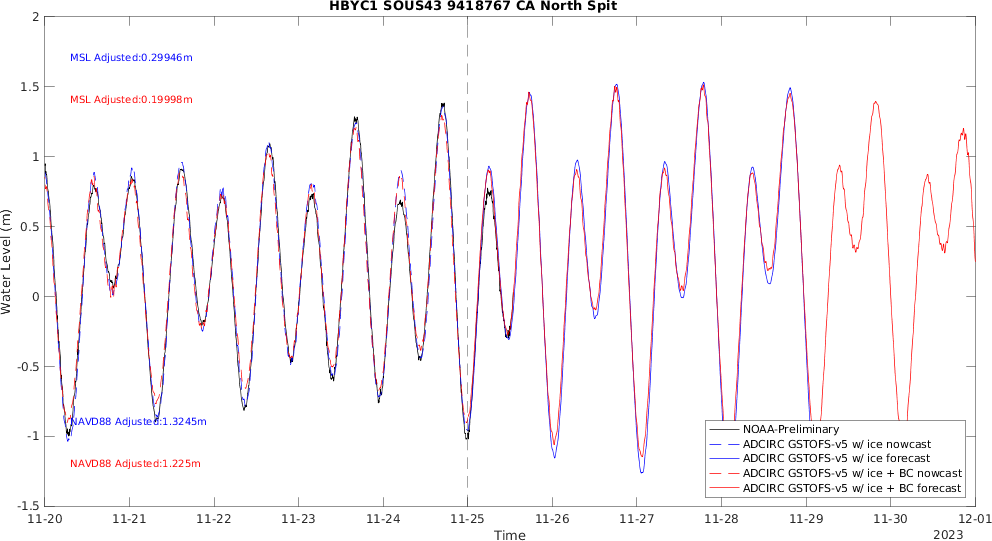 HBYC1 SOUS43 9418767 CA North Spit
2
1.5
1
0.5
0
-0.5
-1
-1.5
Water Level (m)
MSL Adjusted:0.29946m
MSL Adjusted:0.19998m
NAVD88 Adjusted:1.3245m
NAVD88 Adjusted:1.225m
NOAA-Preliminary
ADCIRC GSTOFS-v5 w/ ice nowcast
ADCIRC GSTOFS-v5 w/ ice forecast
ADCIRC GSTOFS-v5 w/ ice + BC nowcast
ADCIRC GSTOFS-v5 w/ ice + BC forecast
11-20 11-21 11-22 11-23 11-24 11-25 11-26 11-27 11-28 11-29 11-30 12-01
Time
2023